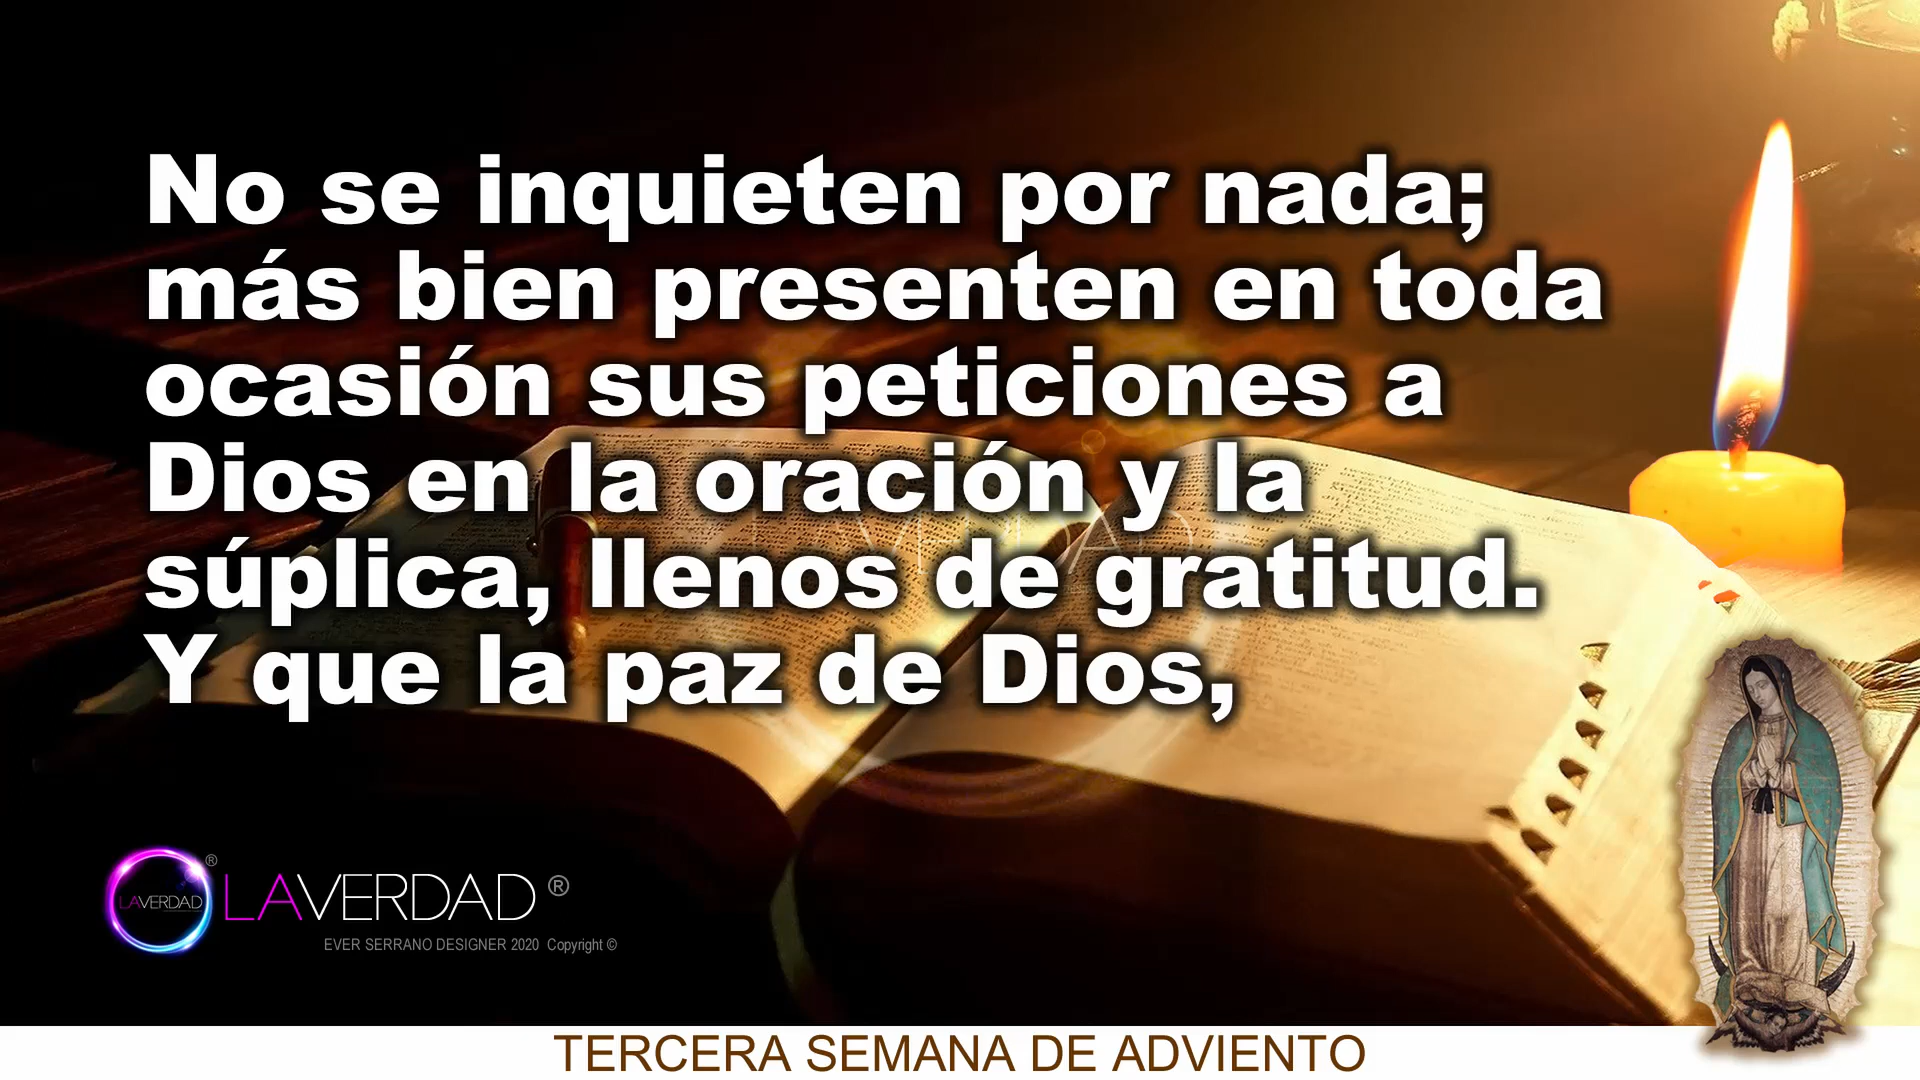 No se inquieten por nada;
más bien presenten en toda
ocasión sus peticiones a
Dios en la oración y la
súplica, llenos de gratitud.
Y que la paz de Dios,
LAVERDAD ®
LAVERDAD ®
EVER SERRANO DESIGNER 2020 Copyright ©
TERCERA SEMANA DE ADVIENTO